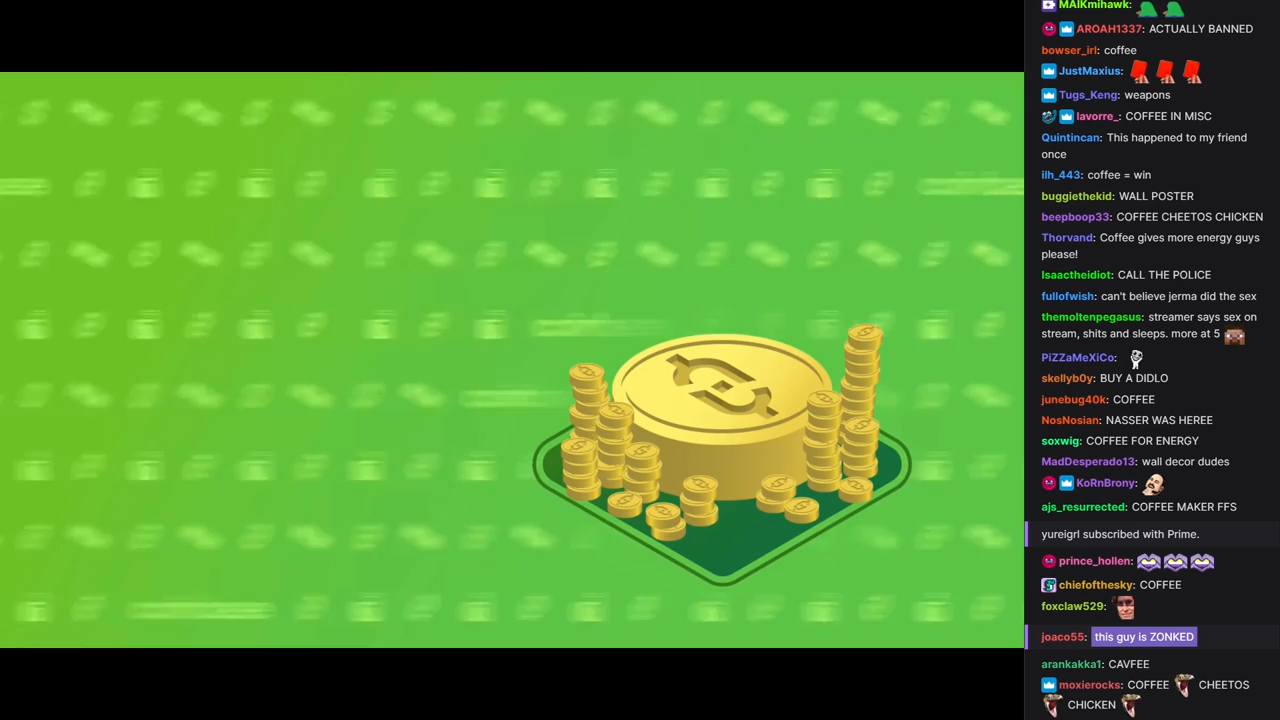 MAIKmihawk:
AROAH1337: ACTUALLY BANNED
bowser_irl: coffee
JustMaxius:
Tugs_Keng: weapons
lavorre_: COFFEE IN MISC
Quintincan: This happened to my friend
once
ilh_443: coffee = win
buggiethekid: WALL POSTER
beepboop33: COFFEE CHEETOS CHICKEN
Thorvand: Coffee gives more energy guys
please!
Isaactheidiot: CALL THE POLICE
fullofwish: can't believe jerma did the sex
themoltenpegasus: streamer says sex on
stream, shits and sleeps. more at 5
PiZZaMeXiCo:
skellyb0y: BUY A DIDLO
junebug40k: COFFEE
NosNosian: NASSER WAS HEREE
soxwig: COFFEE FOR ENERGY
MadDesperado13: wall decor dudes
KoRnBrony:
ajs_resurrected: COFFEE MAKER FFS
yureigrl subscribed with Prime.
prince_hollen:
chiefofthesky: COFFEE
foxclaw529:
joaco55: this guy is ZONKED
arankakka1: CAVFEE
moxierocks: COFFEE CHEETOS
CHICKEN